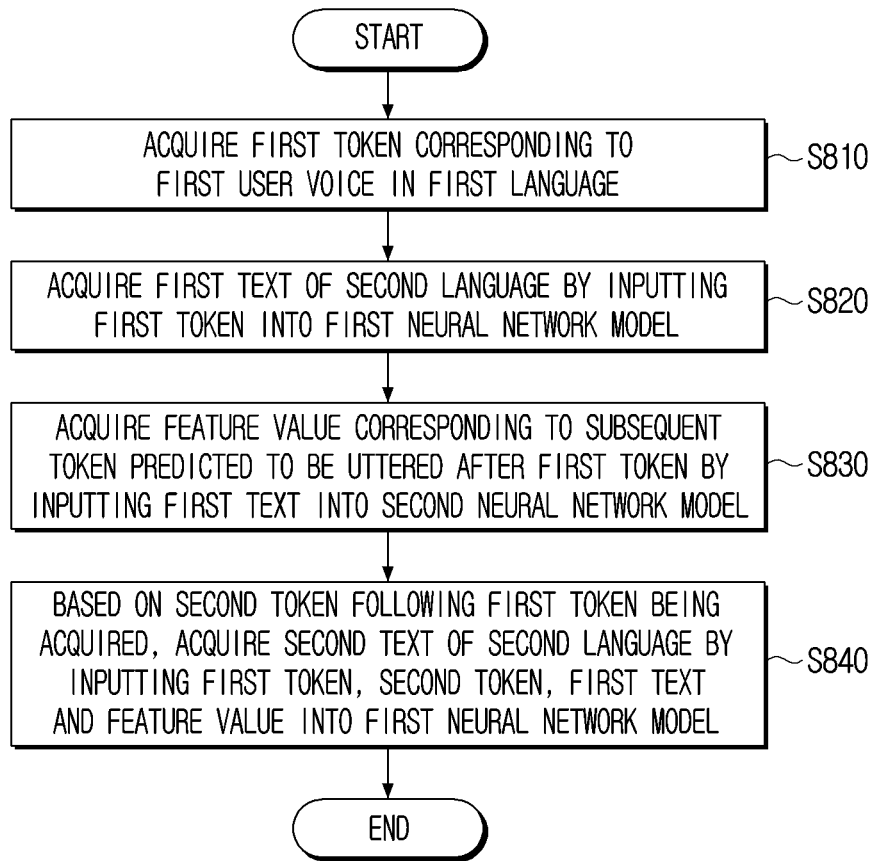 START
ACQUIRE FIRST TOKEN CORRESPONDING TO
FIRST USER VOICE IN FIRST LANGUAGE
S810
ACQUIRE FIRST TEXT OF SECOND LANGUAGE BY INPUTTING
FIRST TOKEN INTO FIRST NEURAL NETWORK MODEL
S820
ACQUIRE FEATURE VALUE CORRESPONDING TO SUBSEQUENT
TOKEN PREDICTED TO BE UTTERED AFTER FIRST TOKEN BY
INPUTTING FIRST TEXT INTO SECOND NEURAL NETWORK MODEL
S830
BASED ON SECOND TOKEN FOLLOWING FIRST TOKEN BEING
ACQUIRED, ACQUIRE SECOND TEXT OF SECOND LANGUAGE BY
INPUTTING FIRST TOKEN, SECOND TOKEN, FIRST TEXT
AND FEATURE VALUE INTO FIRST NEURAL NETWORK MODEL
S840
END